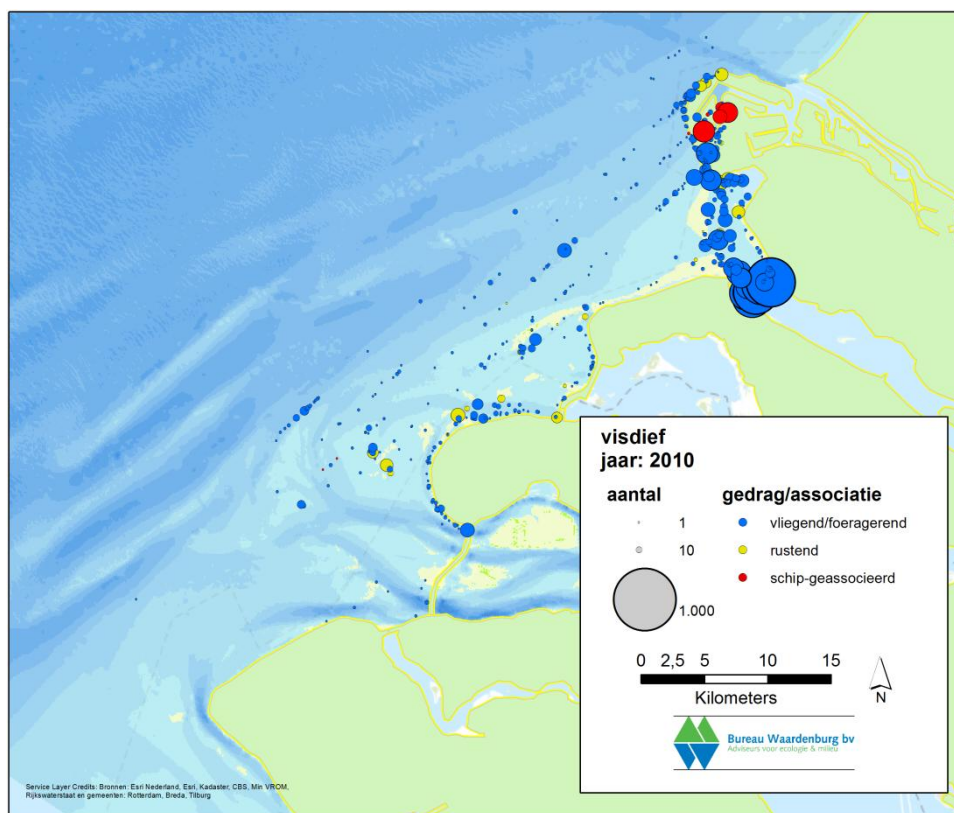 visdief
jaar: 2010
aantal
gedrag/associatie
1
vliegend/foeragerend
10
rustend
schip-geassocieerd
1.000
0 2,5 5 10 15
Kilometers
N
Bureau Waardenburg bv
Adviseurs voor ecologie & milieu
Service Layer Credits: Bronnen: Esri Nederland, Esri, Kadaster, CBS, Min VROM,
Rijkswaterstaat en gemeenten: Rotterdam, Breda, Tilburg